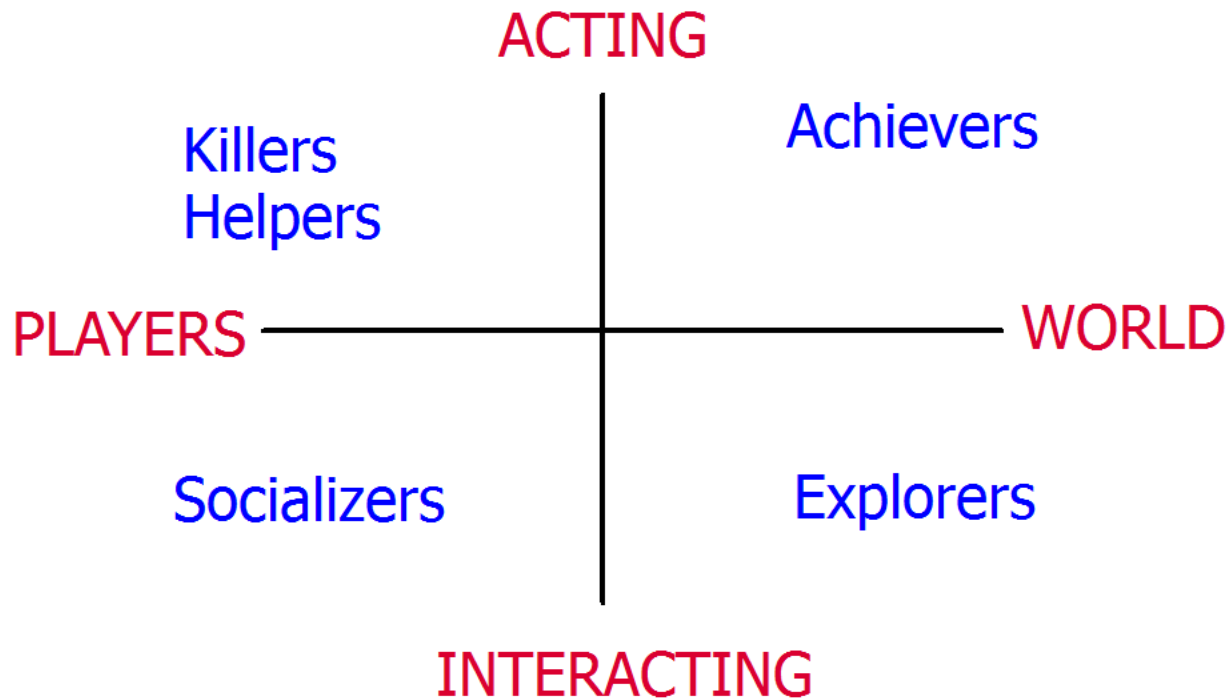 ACTING
Killers
Helpers
Achievers
PLAYERS
WORLD
Socializers
Explorers
INTERACTING